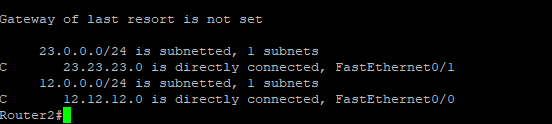 Gateway of last resort is not set
     23.0.0.0/24 is subnetted, 1 subnets
C       23.23.23.0 is directly connected, FastEthernet0/1
     12.0.0.0/24 is subnetted, 1 subnets
C       12.12.12.0 is directly connected, FastEthernet0/0
Router2#